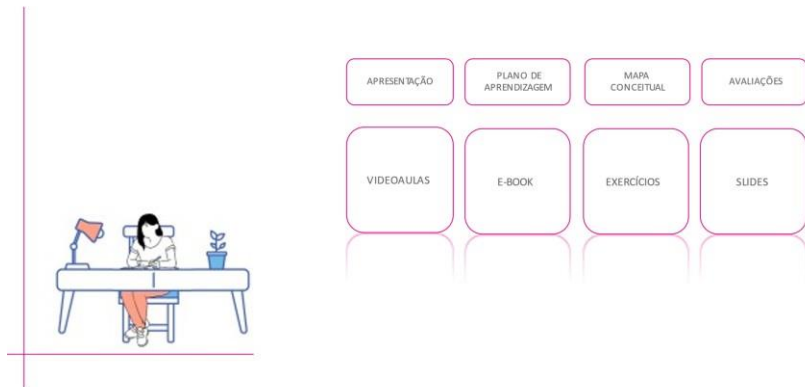 APRESENTAÇÃO
PLANO DE
APRENDIZAGEM
MAPA
CONCEITUAL
AVALIAÇÕES
VIDEOAULAS
E-BOOK
EXERCÍCIOS
SLIDES